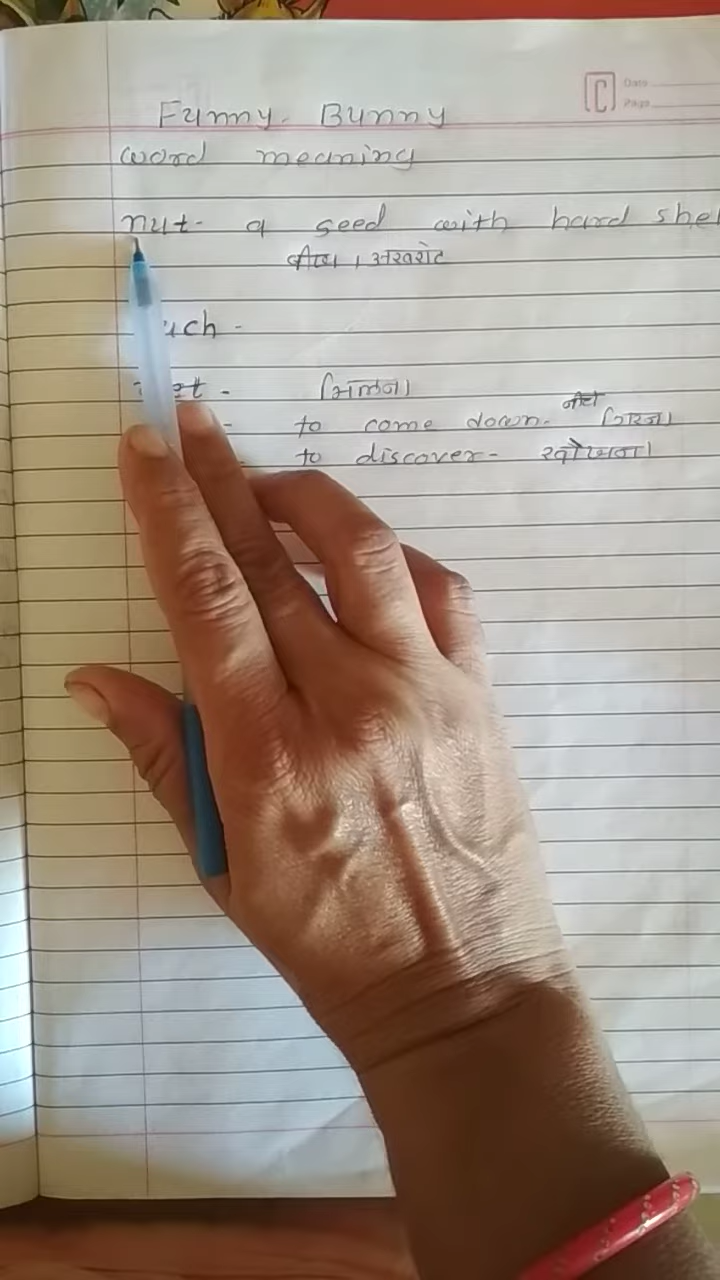 Date
Page
Funny Bunny
word meaning
nut- a seed with hard shel
बीज। अखरोट
uch -
- मिलना
- to come down. नीचे गिरना
to discover- खोजना